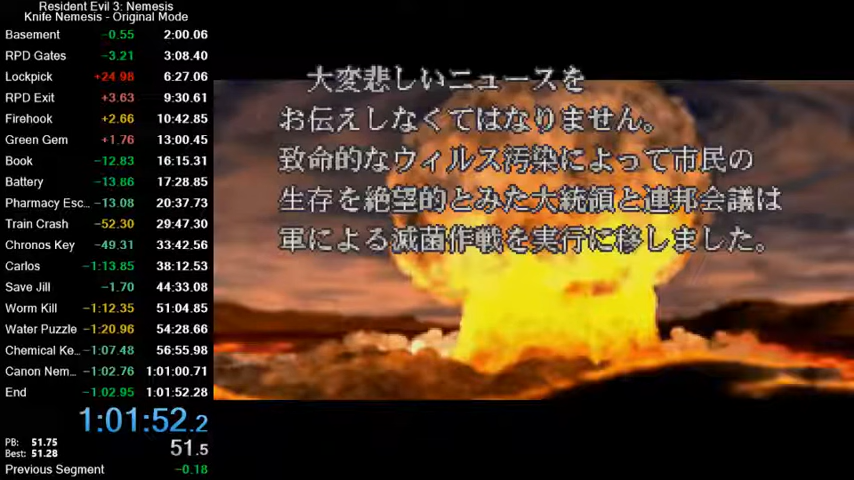 Resident Evil 3: Nemesis
Knife Nemesis - Original Mode
Basement -0.55 2:00.06
RPD Gates -3.21 3:08.40
Lockpick +24.98 6:27.06
RPD Exit +3.63 9:30.61
Firehook +2.66 10:42.85
Green Gem +1.76 13:00.45
Book -12.83 16:15.31
Battery -13.86 17:28.85
Pharmacy Esc... -13.08 20:37.73
Train Crash -52.30 29:47.30
Chronos Key -49.31 33:42.56
Carlos -1:13.85 38:12.53
Save Jill -1.70 44:33.08
Worm Kill -1:12.35 51:04.85
Water Puzzle -1:20.96 54:28.66
Chemical Ke... -1:07.48 56:55.98
Canon Nem... -1:02.76 1:01:00.71
End -1:02.95 1:01:52.28
1:01:52.2
PB: 51.75
Best: 51.28
51.5
Previous Segment -0.18
大変悲しいニュースを
お伝えしなくてはなりません。
致命的なウィルス汚染によって市民の
生存を絶望的とみた大統領と連邦会議は
軍による滅菌作戦を実行に移しました。